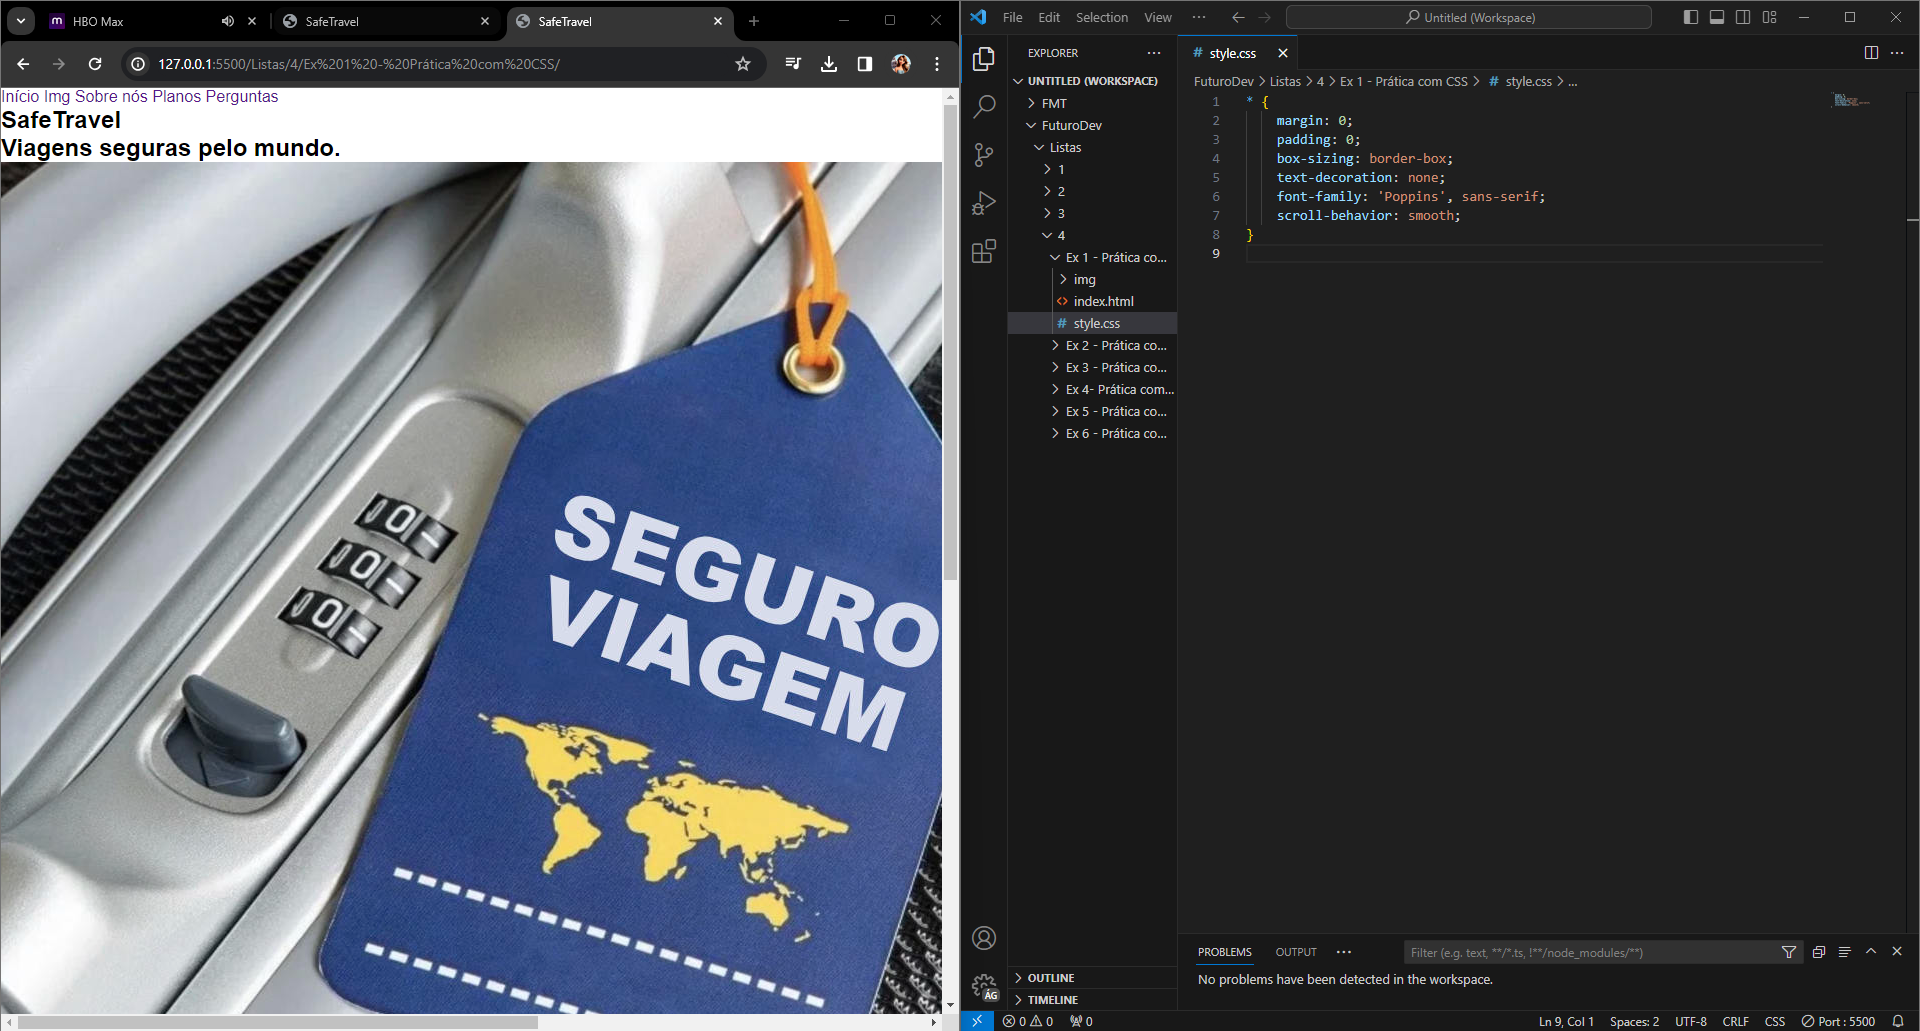 HBO Max
SafeTravel
SafeTravel
127.0.0.1:5500/Listas/4/Ex%201%20-%20Prática%20com%20CSS/
Início Img Sobre nós Planos Perguntas
SafeTravel
Viagens seguras pelo mundo.
SEGURO
VIAGEM
File Edit Selection View ...
Untitled (Workspace)
EXPLORER
UNTITLED (WORKSPACE)
FMT
FuturoDev
Listas
1
2
3
4
Ex 1 - Prática co...
img
index.html
style.css
Ex 2 - Prática co...
Ex 3 - Prática co...
Ex 4- Prática com...
Ex 5 - Prática co...
Ex 6 - Prática co...
OUTLINE
TIMELINE
AG
# style.css
FuturoDev > Listas > 4 > Ex 1 - Prática com CSS > # style.css > ...
1 * {
2 margin: 0;
3 padding: 0;
4 box-sizing: border-box;
5 text-decoration: none;
6 font-family: 'Poppins', sans-serif;
7 scroll-behavior: smooth;
8 }
9
PROBLEMS OUTPUT ...
Filter (e.g. text, **/*.ts, !**/node_modules/**)
No problems have been detected in the workspace.
0 0 0
Ln 9, Col 1 Spaces: 2 UTF-8 CRLF CSS Port : 5500